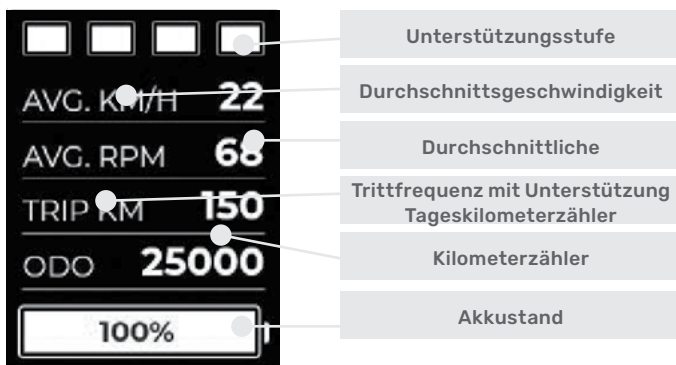 Unterstützungsstufe
AVG. KM/H 22
Durchschnittsgeschwindigkeit
AVG. RPM 68
Durchschnittliche
TRIP KM 150
Trittfrequenz mit Unterstützung
Tageskilometerzähler
ODO 25000
Kilometerzähler
100%
Akkustand